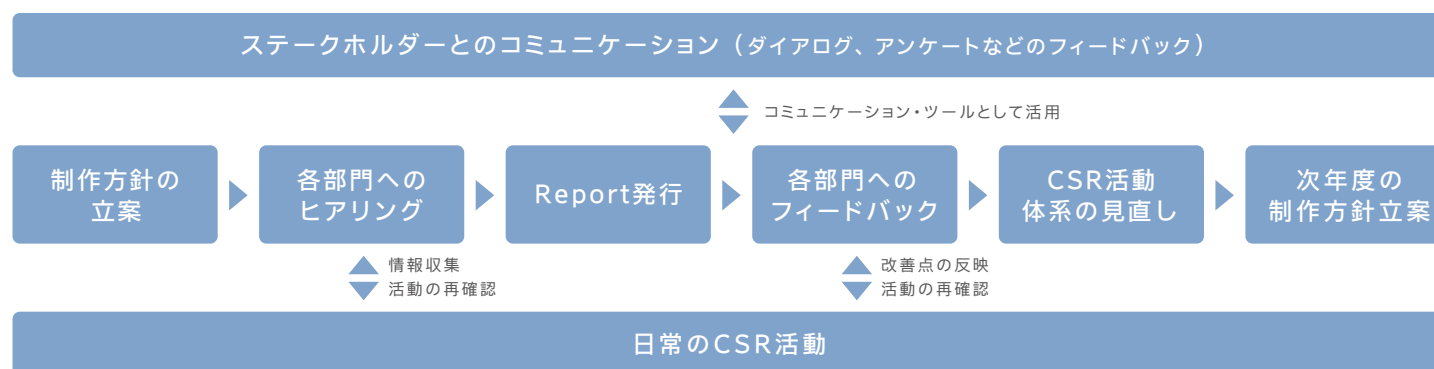 ステークホルダーとのコミュニケーション（ダイアログ、アンケートなどのフィードバック）
コミュニケーション・ツールとして活用
制作方針の
立案
各部門への
ヒアリング
Report発行
各部門への
フィードバック
CSR活動
体系の見直し
次年度の
制作方針立案
情報収集
活動の再確認
改善点の反映
活動の再確認
日常のCSR活動